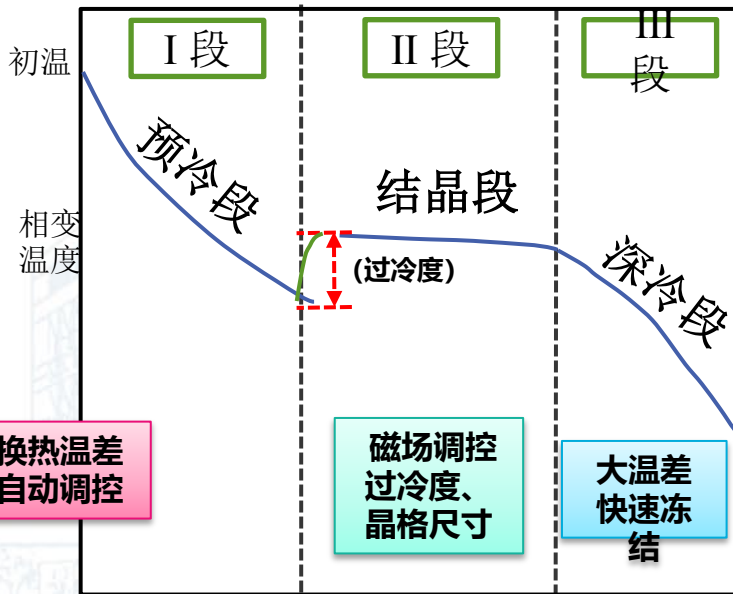 I 段
II 段
III
段
初温
预冷段
结晶段
相变
温度
(过冷度）
深冷段
换热温差
自动调控
磁场调控
过冷度、
晶格尺寸
大温差
快速冻
结